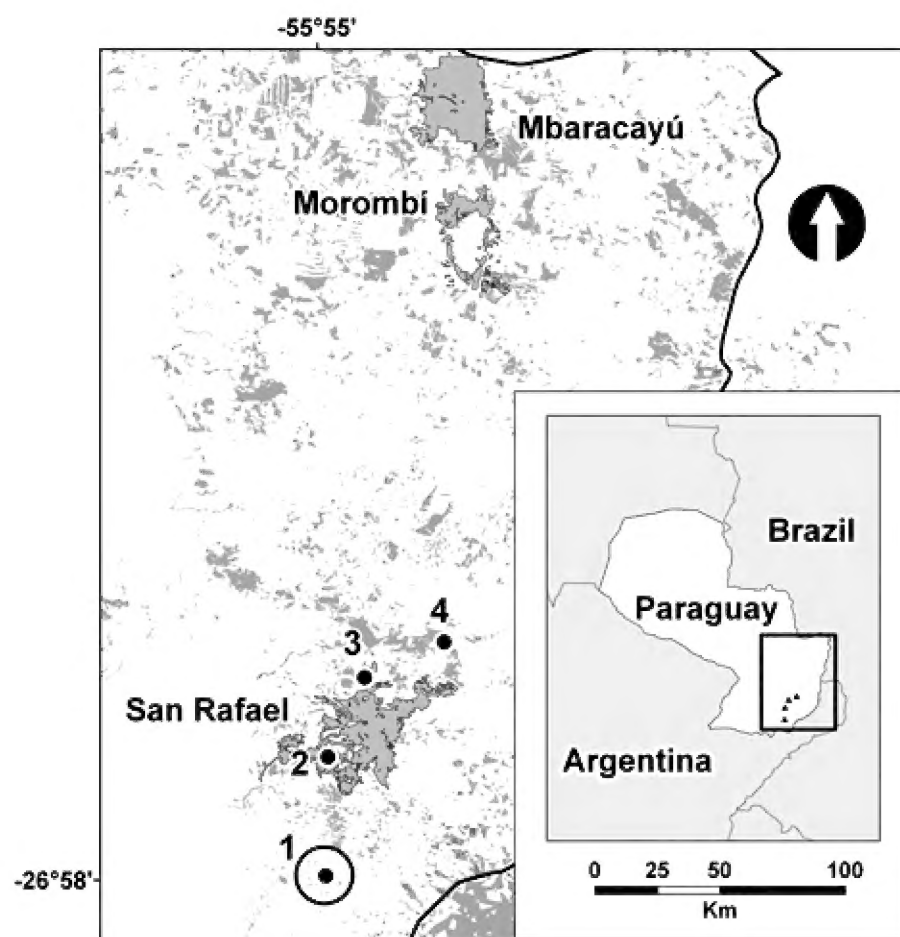 -55°55'
Mbaracayú
Morombí
Brazil
Paraguay
4
3
San Rafael
2
Argentina
1
-26°58'
0 25 50 100
Km